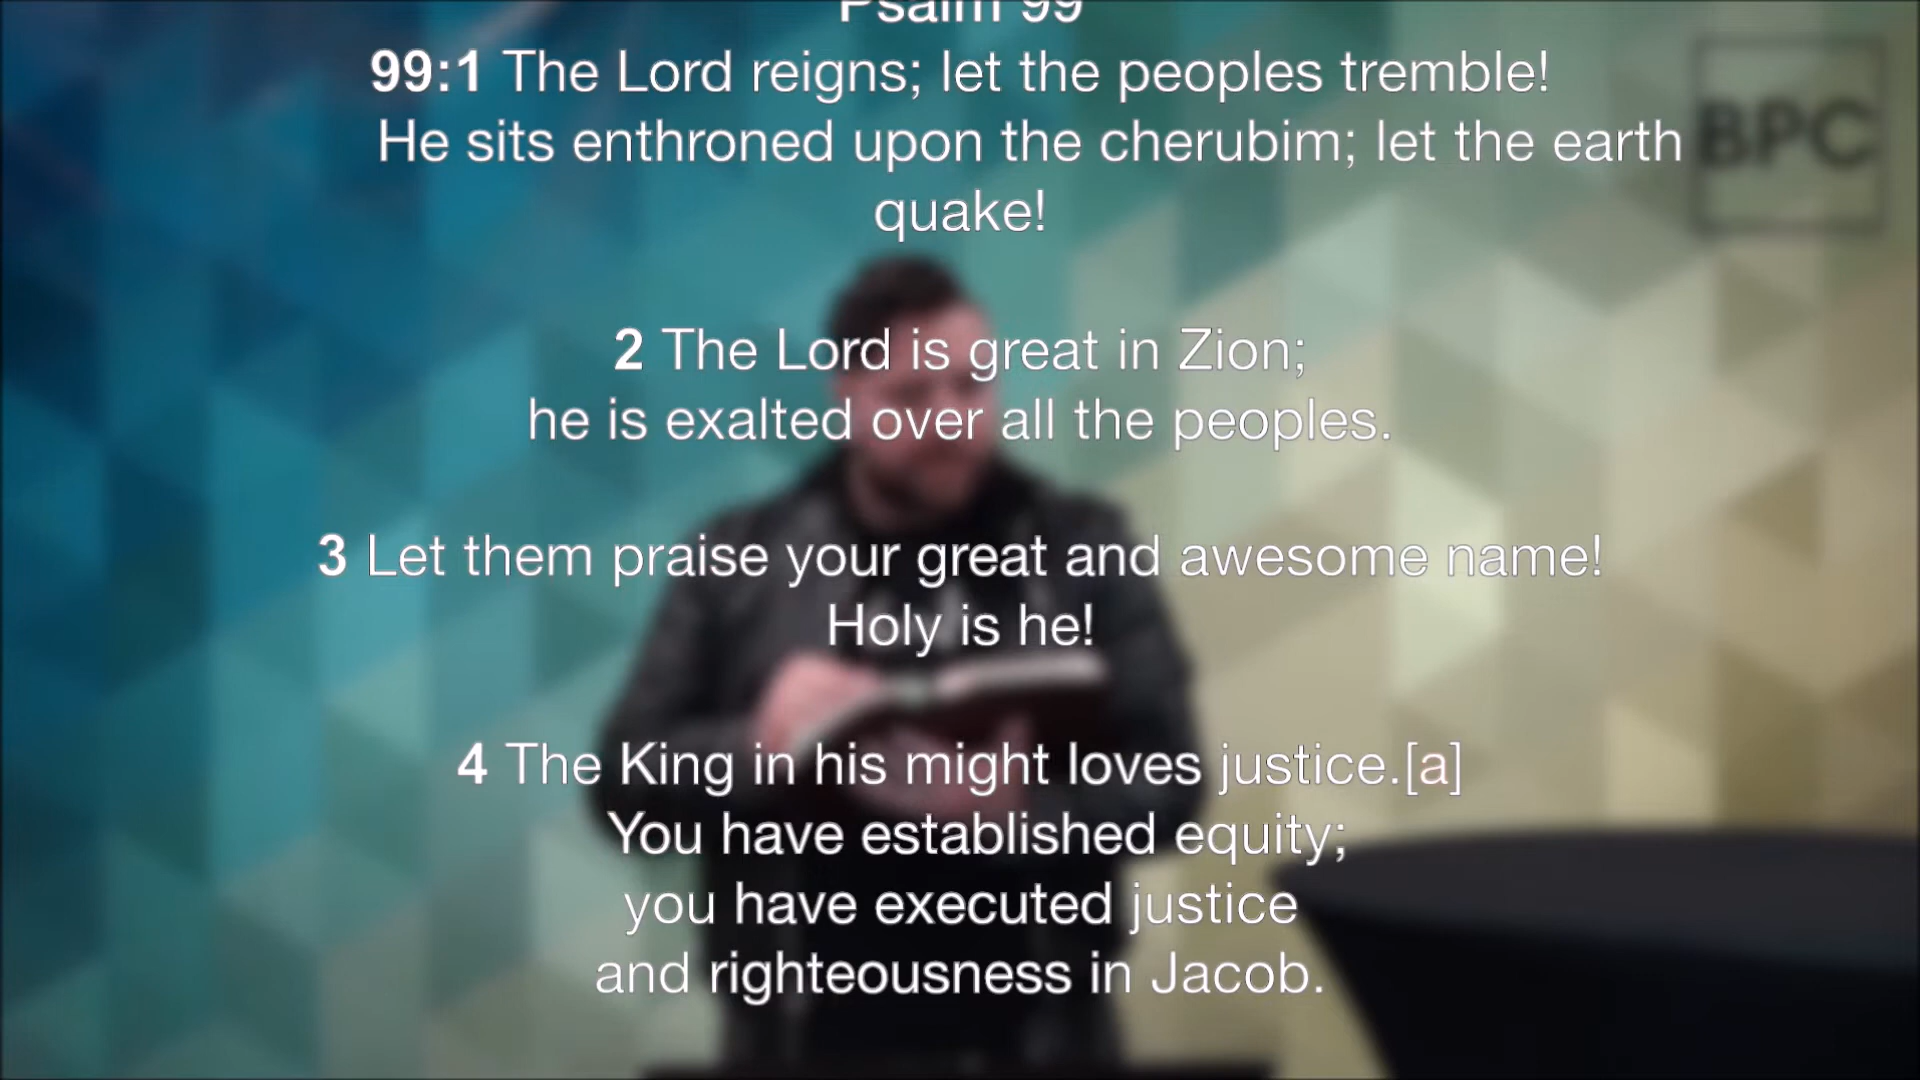 Psalm 99
99:1 The Lord reigns; let the peoples tremble!
He sits enthroned upon the cherubim; let the earth
quake!
BPC
2 The Lord is great in Zion;
he is exalted over all the peoples.
3 Let them praise your great and awesome name!
Holy is he!
4 The King in his might loves justice.[a]
You have established equity;
you have executed justice
and righteousness in Jacob.